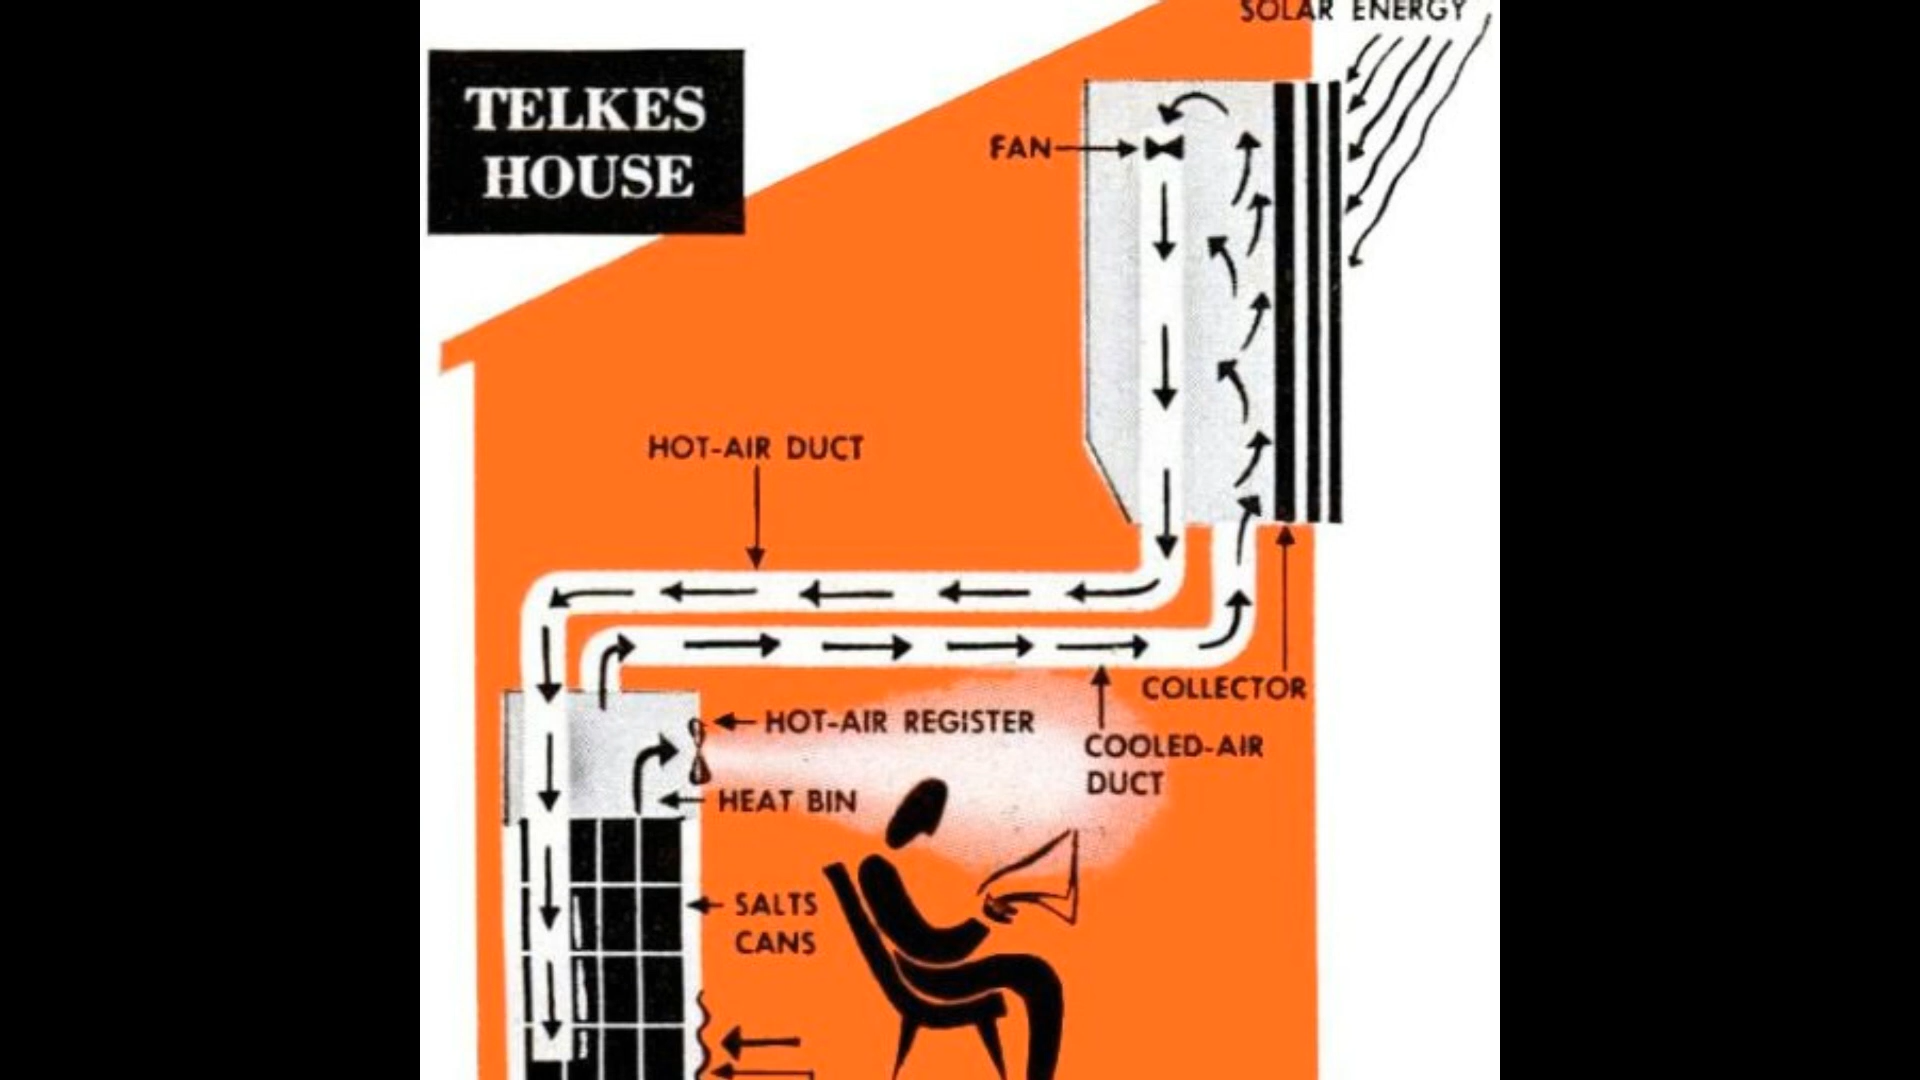 SOLAR ENERGY
TELKES
HOUSE
FAN
HOT-AIR DUCT
COLLECTOR
HOT-AIR REGISTER
COOLED-AIR
DUCT
HEAT BIN
SALTS
CANS